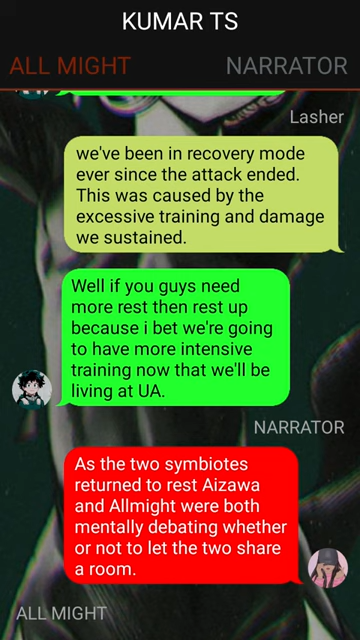 KUMAR TS
ALL MIGHT
NARRATOR
Lasher
we've been in recovery mode
ever since the attack ended.
This was caused by the
excessive training and damage
we sustained.
Well if you guys need
more rest then rest up
because i bet we're going
to have more intensive
training now that we'll be
living at UA.
NARRATOR
As the two symbiotes
returned to rest Aizawa
and Allmight were both
mentally debating whether
or not to let the two share
a room.
ALL MIGHT